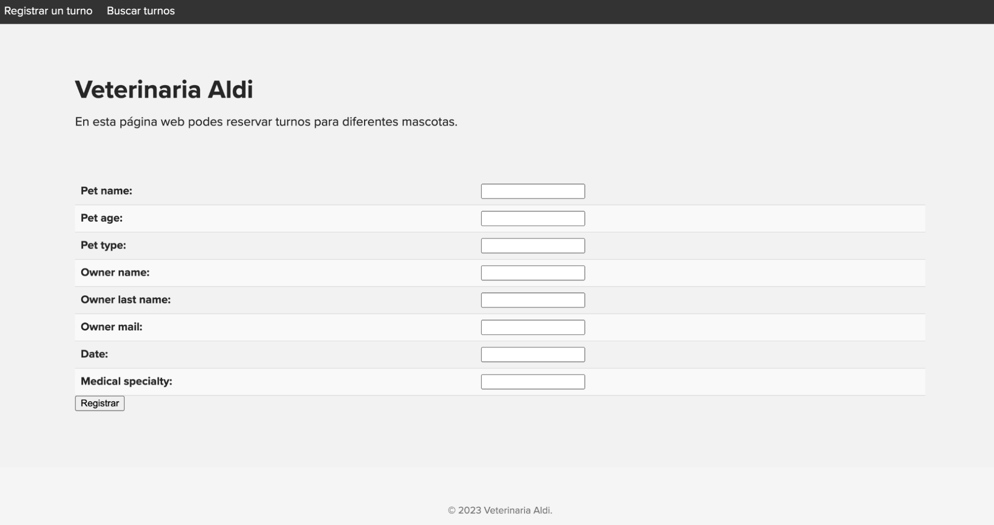 Registrar un turno Buscar turnos
Veterinaria Aldi
En esta página web podes reservar turnos para diferentes mascotas.
Pet name:
Pet age:
Pet type:
Owner name:
Owner last name:
Owner mail:
Date:
Medical specialty:
Registrar
© 2023 Veterinaria Aldi.